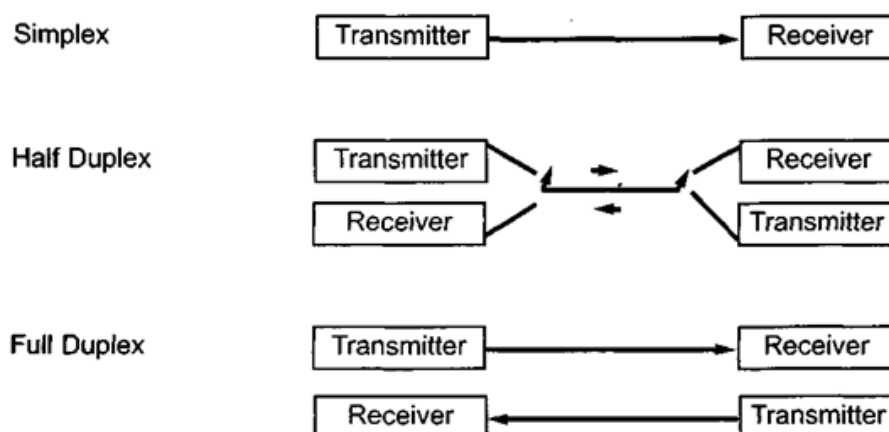 Simplex Transmitter Receiver
Half Duplex Transmitter Receiver
Receiver Transmitter
Full Duplex Transmitter Receiver
Receiver Transmitter